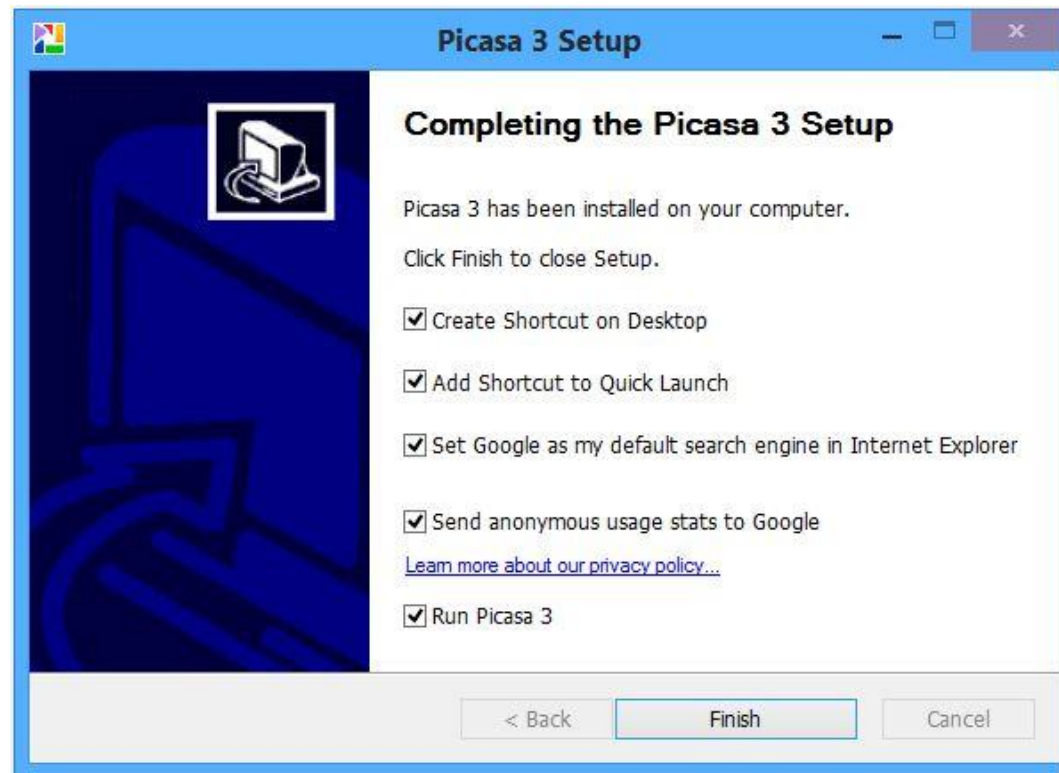 Picasa 3 Setup
Completing the Picasa 3 Setup
Picasa 3 has been installed on your computer.
Click Finish to close Setup.
Create Shortcut on Desktop
Add Shortcut to Quick Launch
Set Google as my default search engine in Internet Explorer
Send anonymous usage stats to Google
Learn more about our privacy policy...
Run Picasa 3
< Back Finish Cancel